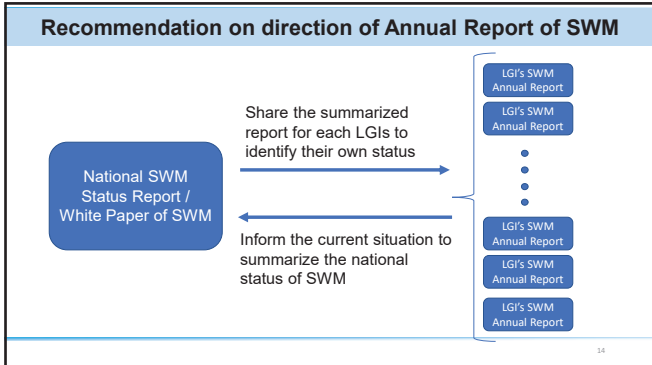 Recommendation on direction of Annual Report of SWM
Share the summarized
report for each LGIs to
identify their own status
National SWM
Status Report /
White Paper of SWM
Inform the current situation to
summarize the national
status of SWM
LGI's SWM
Annual Report
LGI's SWM
Annual Report
LGI's SWM
Annual Report
LGI's SWM
Annual Report
LGI's SWM
Annual Report
14